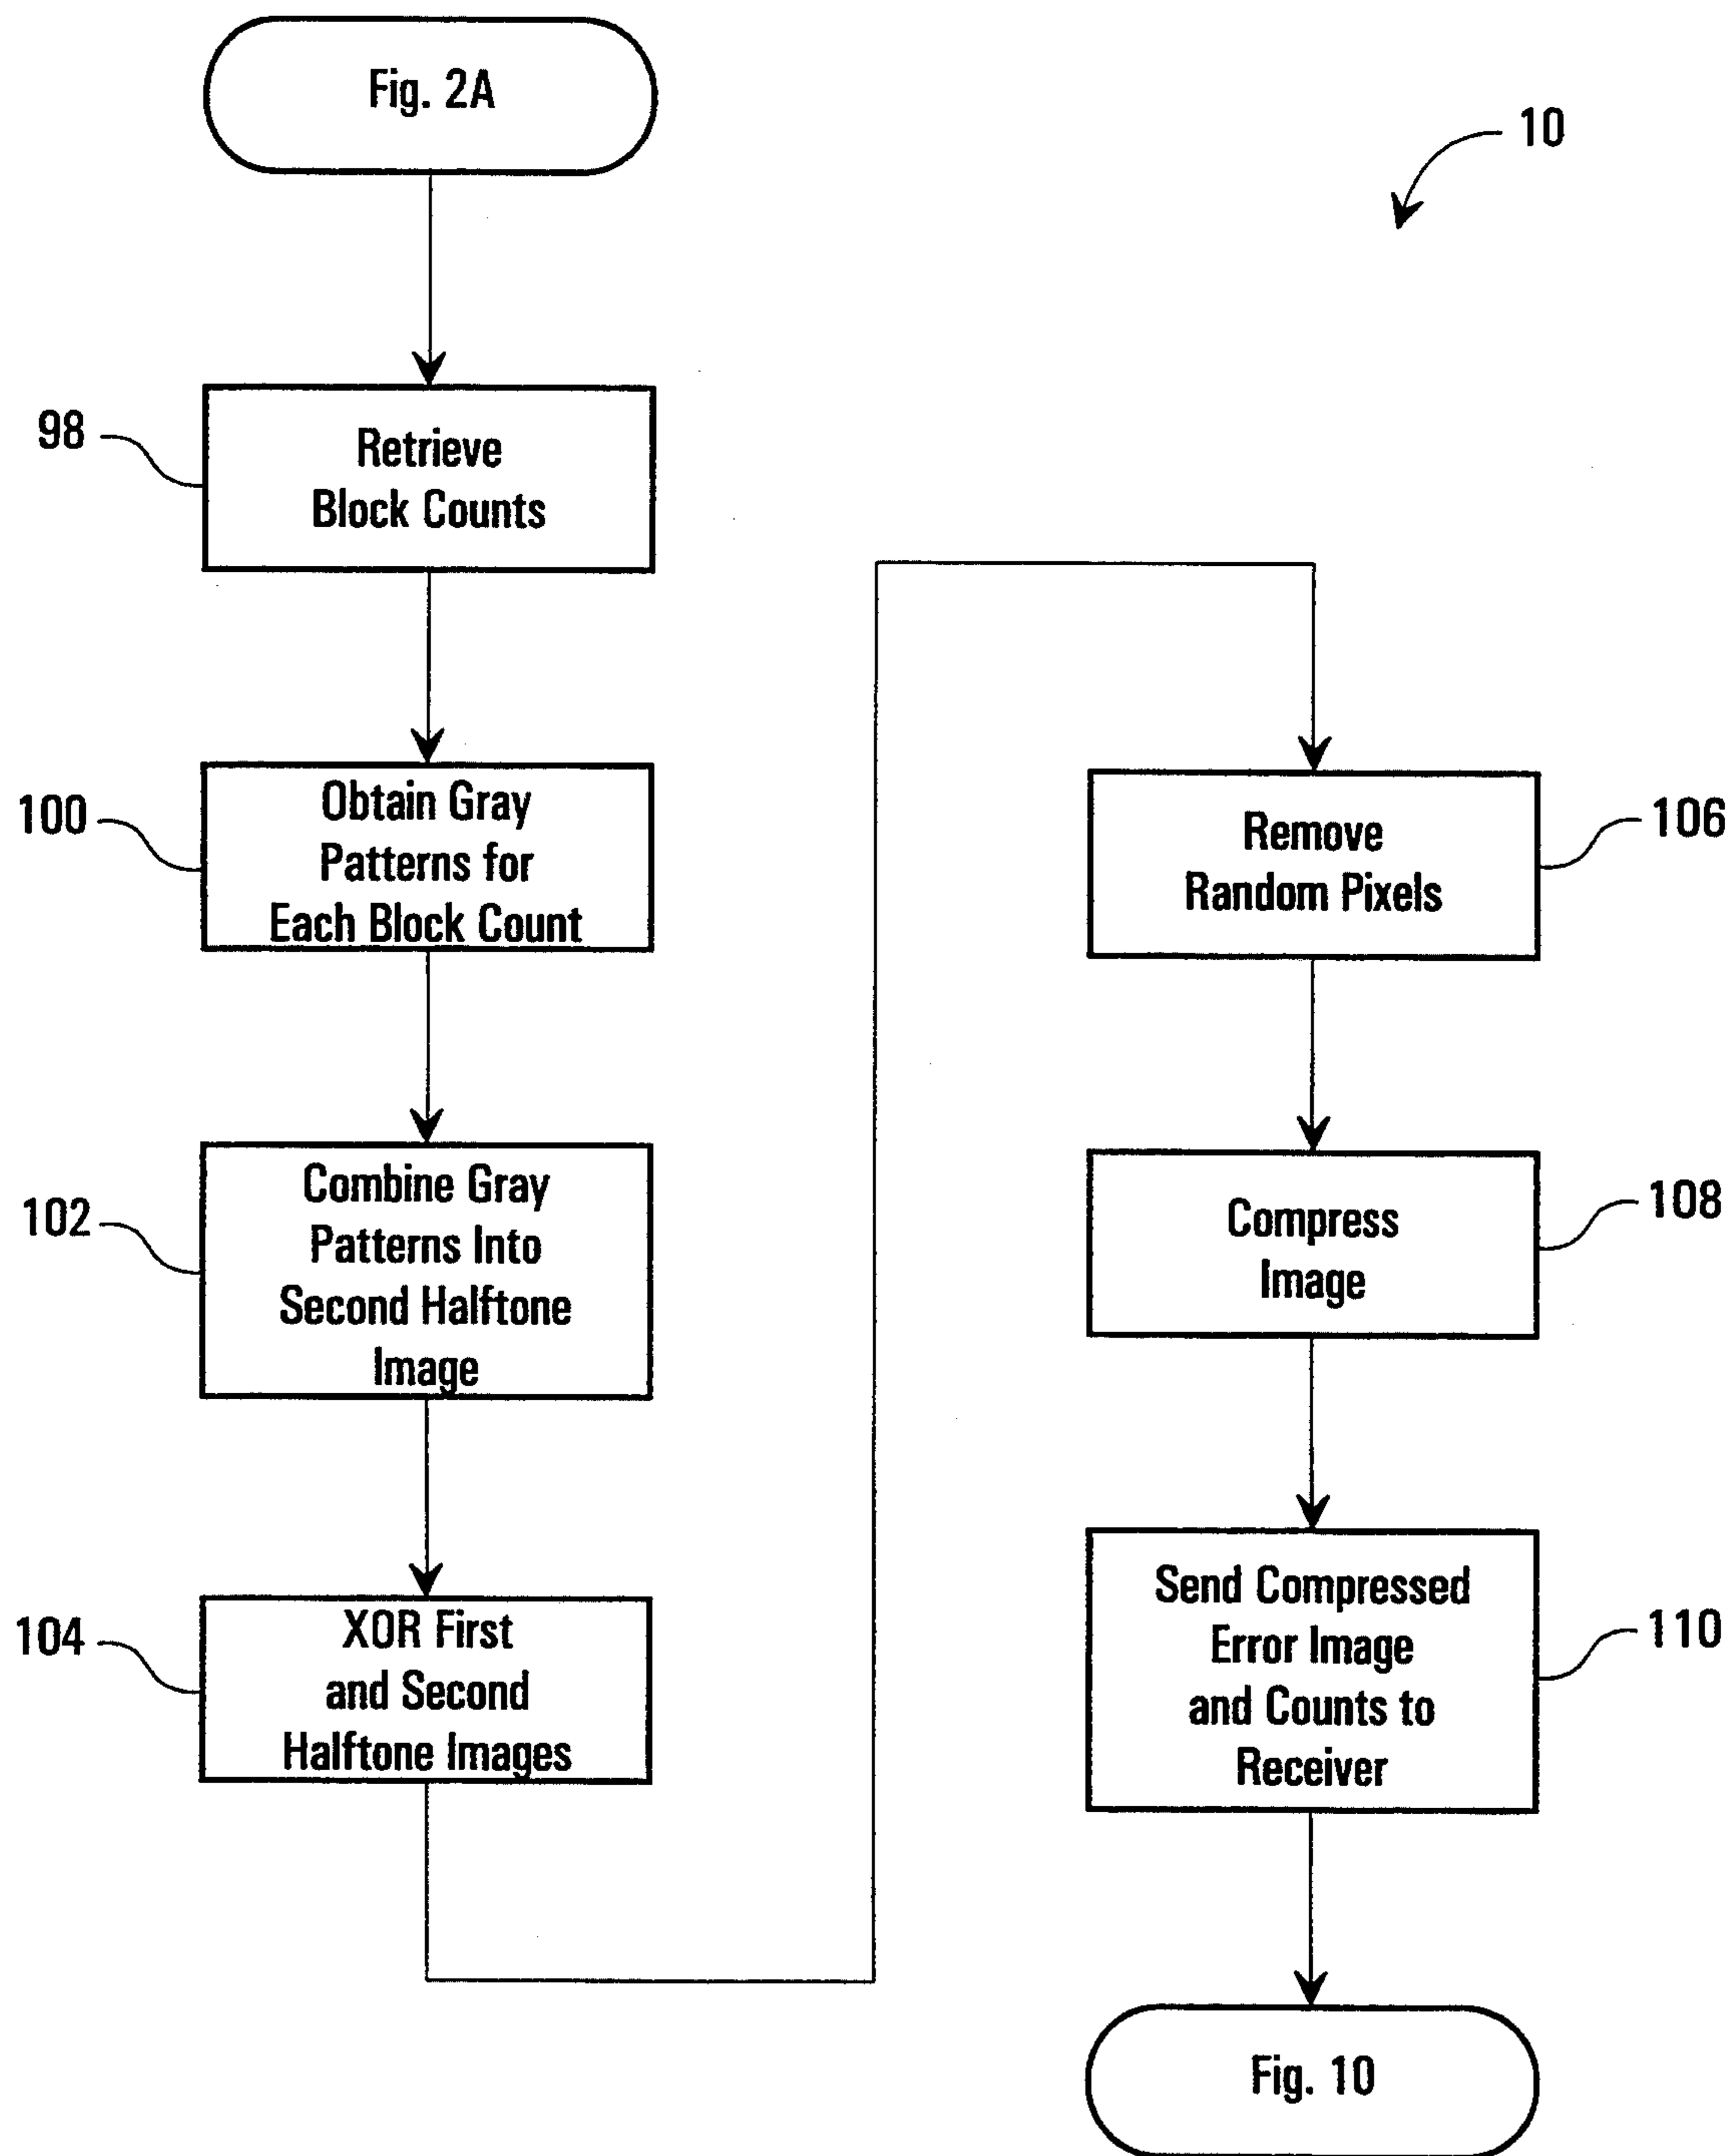 Fig. 2A
10
98
Retrieve
Block Counts
100
Obtain Gray
Patterns for
Each Block Count
102
Combine Gray
Patterns Into
Second Halftone
Image
104
XOR First
and Second
Halftone Images
Remove
Random Pixels
106
Compress
Image
108
Send Compressed
Error Image
and Counts to
Receiver
110
Fig. 10